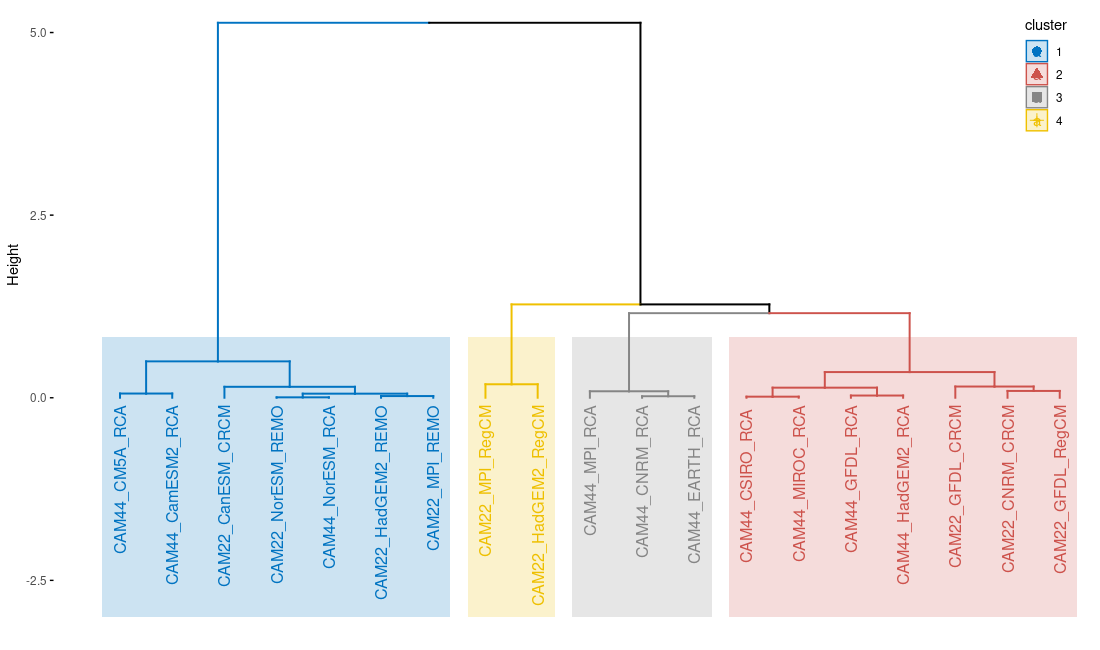 cluster
1
2
3
4
5.0
2.5
0.0
-2.5
Height
CAM44_CM5A_RCA
CAM44_CamESM2_RCA
CAM22_CanESM_CRCM
CAM22_NorESM_REMO
CAM44_NorESM_RCA
CAM22_HadGEM2_REMO
CAM22_MPI_REMO
CAM22_MPI_RegCM
CAM22_HadGEM2_RegCM
CAM44_MPI_RCA
CAM44_CNRM_RCA
CAM44_EARTH_RCA
CAM44_CSIRO_RCA
CAM44_MIROC_RCA
CAM44_GFDL_RCA
CAM44_HadGEM2_RCA
CAM22_GFDL_CRCM
CAM22_CNRM_CRCM
CAM22_GFDL_RegCM